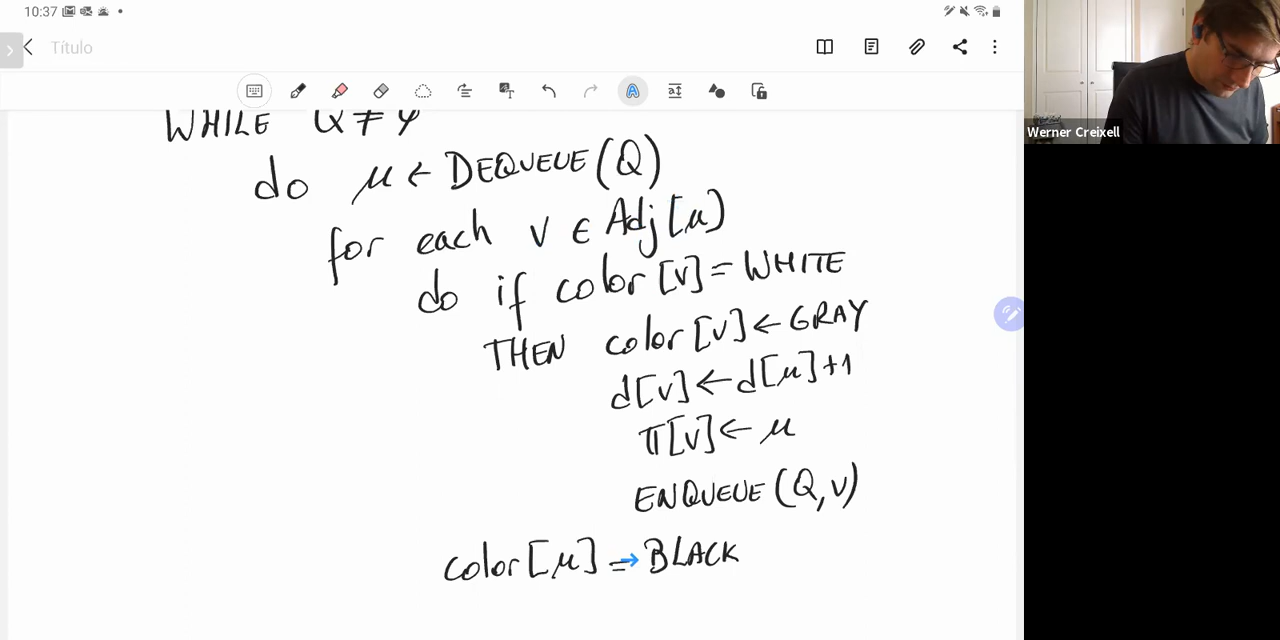 10:37
Título
WHILE Q ≠ φ
do μ ← DEQUEUE(Q)
for each v ∈ Adj[μ]
do if color[v] = WHITE
THEN color[v] ← GRAY
d[v] ← d[μ]+1
π[v] ← μ
ENQUEUE(Q,v)
color[μ] = → BLACK
Werner Creixell